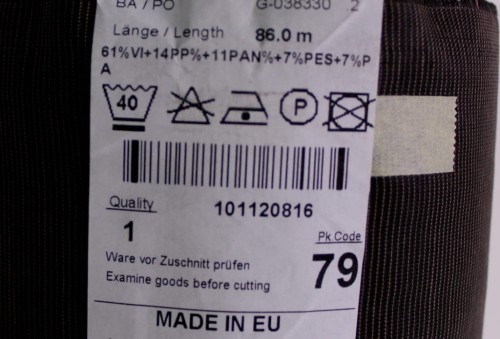 BA / PO G-038330 .2
Länge / Length 86.0 m
61%VI+14PP%+11PAN%+7%PES+7%P
A
40 P
101120816
Quality
1
Pk.Code
79
Ware vor Zuschnitt prüfen
Examine goods before cutting
MADE IN EU